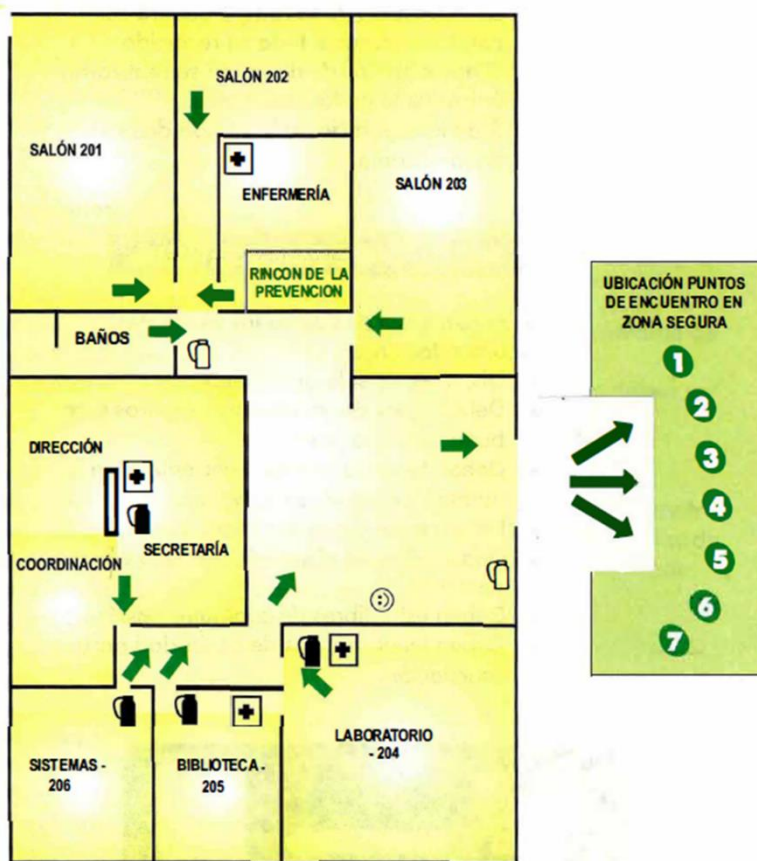 SALÓN 202
SALÓN 201
ENFERMERÍA
SALÓN 203
RINCON DE LA
PREVENCION
BAÑOS
DIRECCIÓN
SECRETARÍA
COORDINACIÓN
LABORATORIO
- 204
SISTEMAS -
206
BIBLIOTECA -
205
UBICACIÓN PUNTOS
DE ENCUENTRO EN
ZONA SEGURA
1
2
3
4
5
6
7